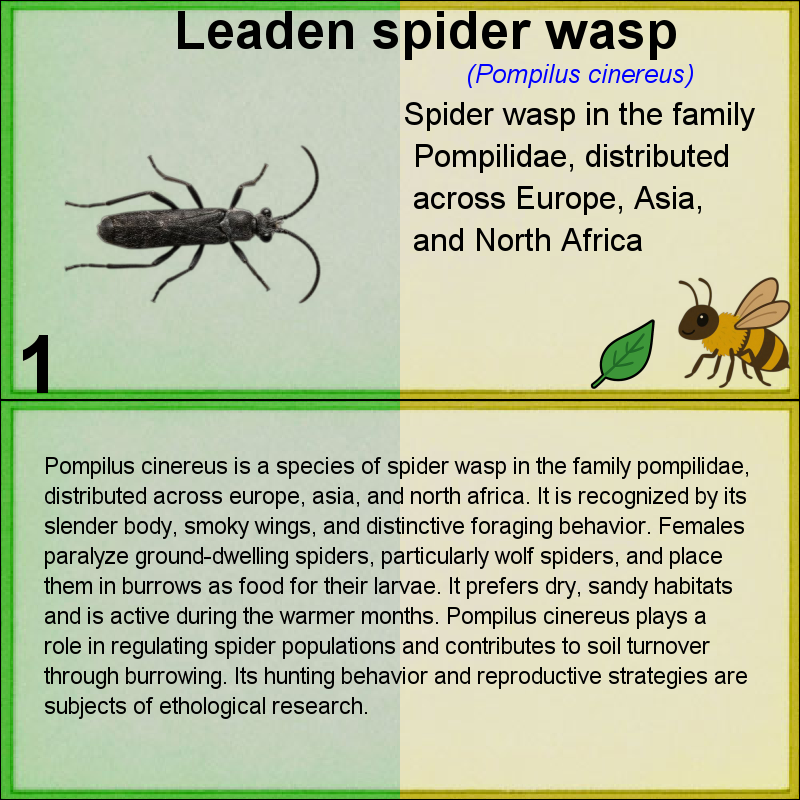 Leaden spider wasp
(Pompilus cinereus)
Spider wasp in the family
Pompilidae, distributed
across Europe, Asia,
and North Africa
1
Pompilus cinereus is a species of spider wasp in the family pompilidae,
distributed across europe, asia, and north africa. It is recognized by its
slender body, smoky wings, and distinctive foraging behavior. Females
paralyze ground-dwelling spiders, particularly wolf spiders, and place
them in burrows as food for their larvae. It prefers dry, sandy habitats
and is active during the warmer months. Pompilus cinereus plays a
role in regulating spider populations and contributes to soil turnover
through burrowing. Its hunting behavior and reproductive strategies are
subjects of ethological research.